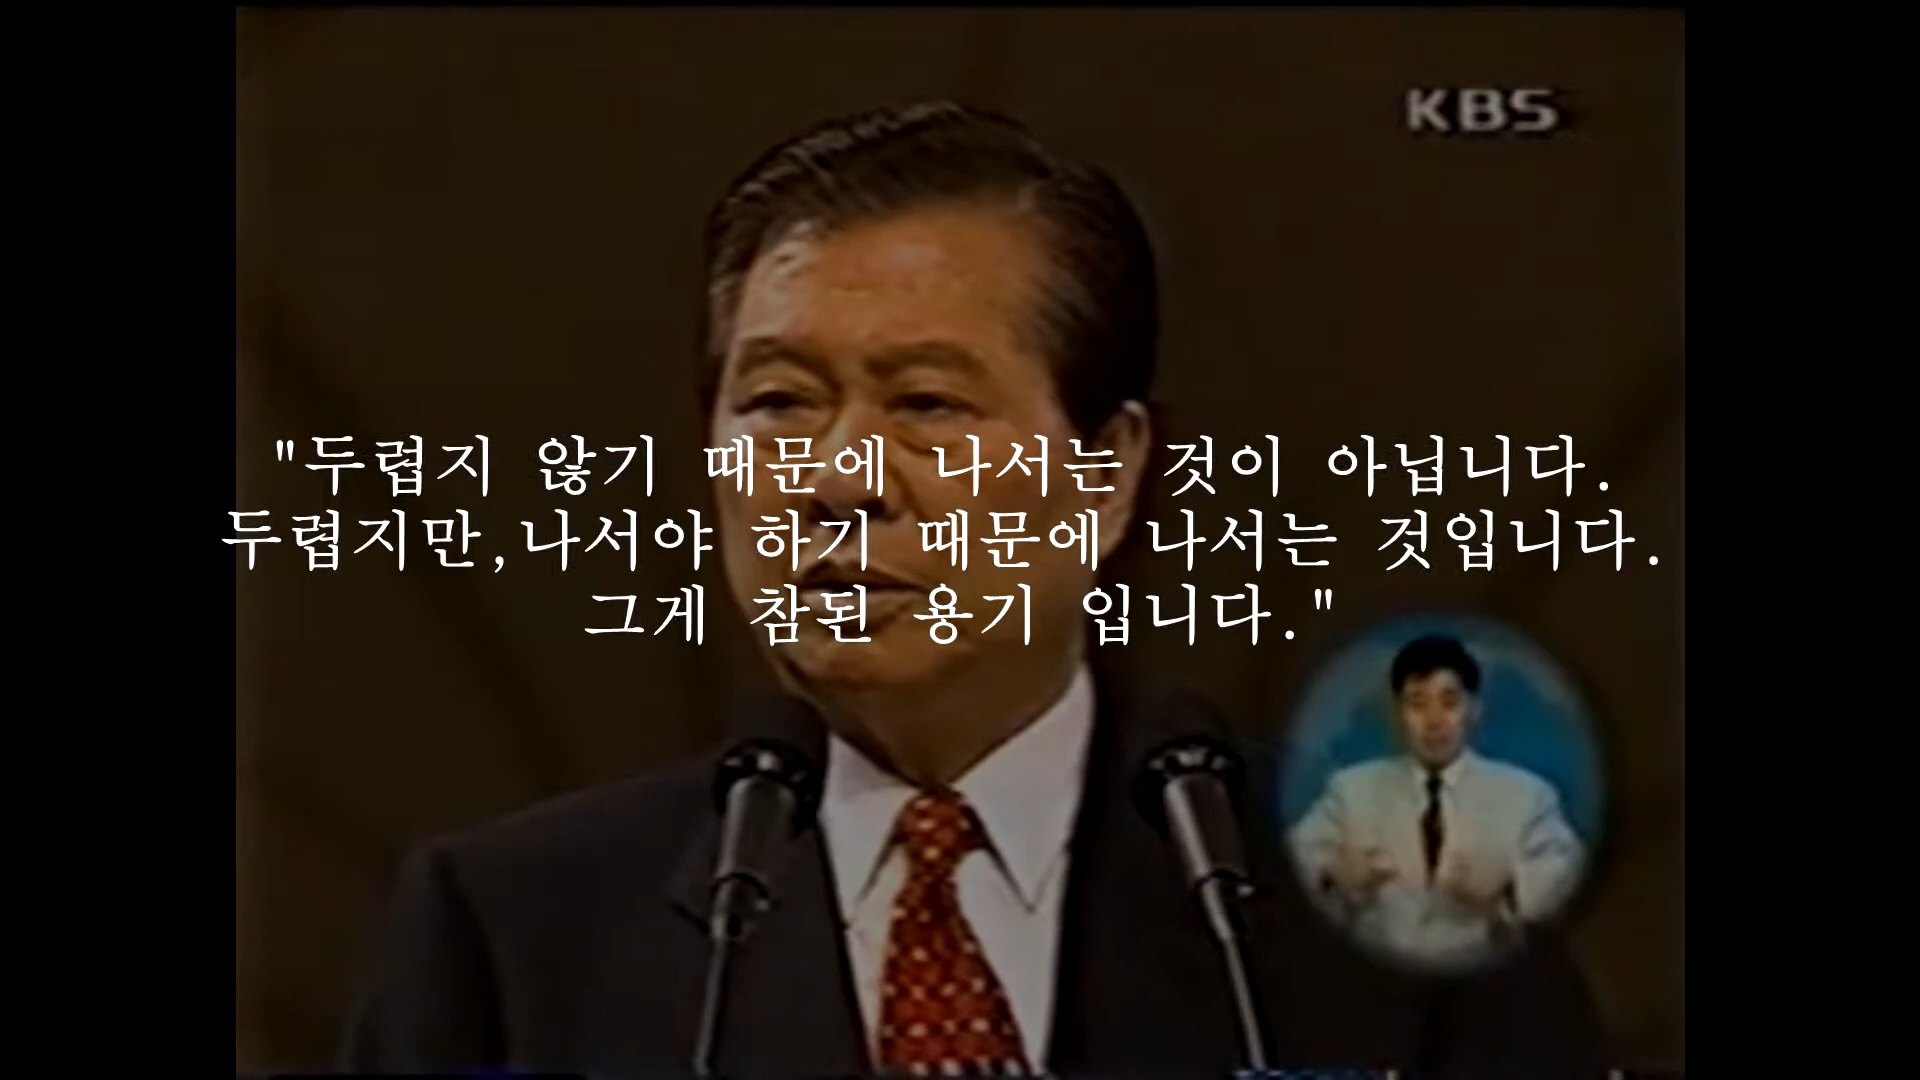 KBS
"두렵지 않기 때문에 나서는 것이 아닙니다.
두렵지만,나서야 하기 때문에 나서는 것입니다.
그게 참된 용기 입니다."